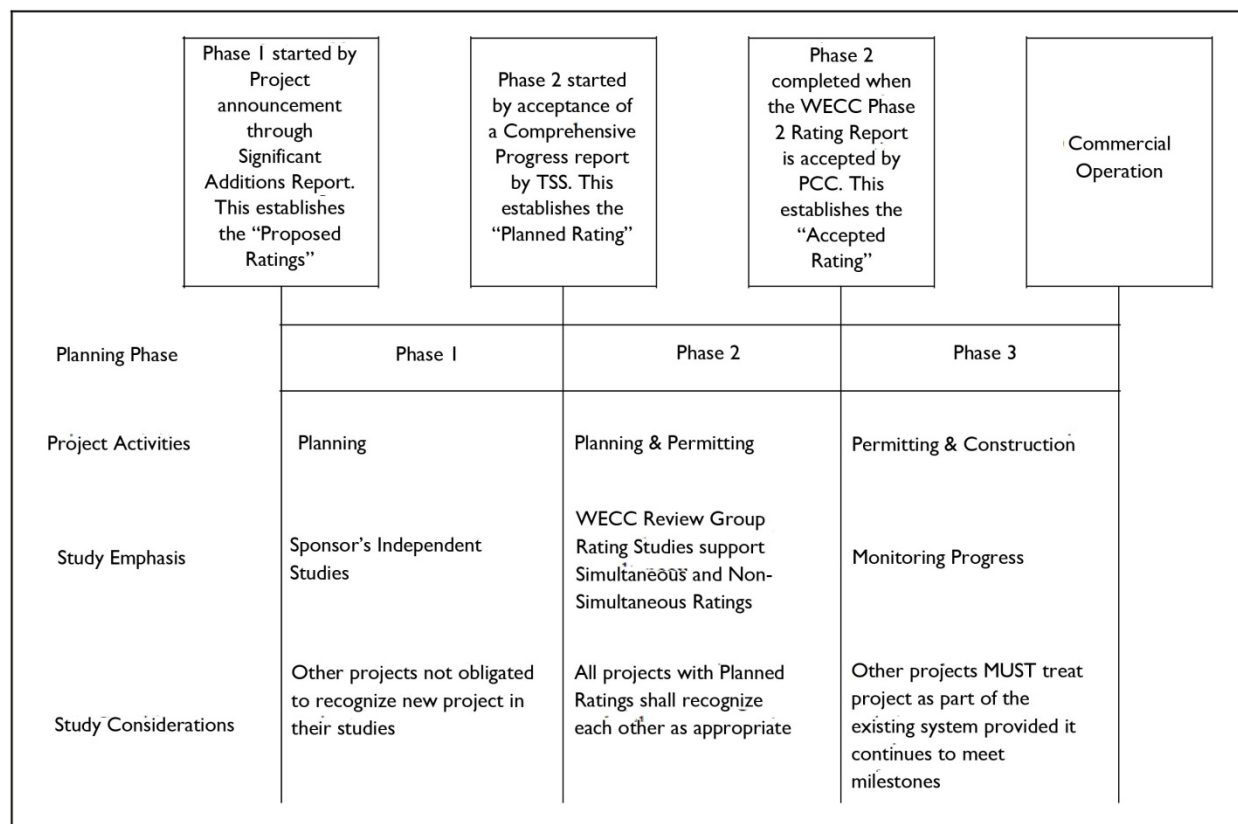 Phase 1 started by
Project
announcement
through
Significant
Additions Report.
This establishes
the “Proposed
Ratings”
Phase 2 started
by acceptance of
a Comprehensive
Progress report
by TSS. This
establishes the
“Planned Rating”
Phase 2
completed when
the WECC Phase
2 Rating Report
is accepted by
PCC. This
establishes the
“Accepted
Rating”
Commercial
Operation
Planning Phase
Phase 1
Phase 2
Phase 3
Project Activities
Planning
Planning & Permitting
Permitting & Construction
Study Emphasis
Sponsor’s Independent
Studies
WECC Review Group
Rating Studies support
Simultaneous and Non-
Simultaneous Ratings
Monitoring Progress
Study Considerations
Other projects not obligated
to recognize new project in
their studies
All projects with Planned
Ratings shall recognize
each other as appropriate
Other projects MUST treat
project as part of the
existing system provided it
continues to meet
milestones